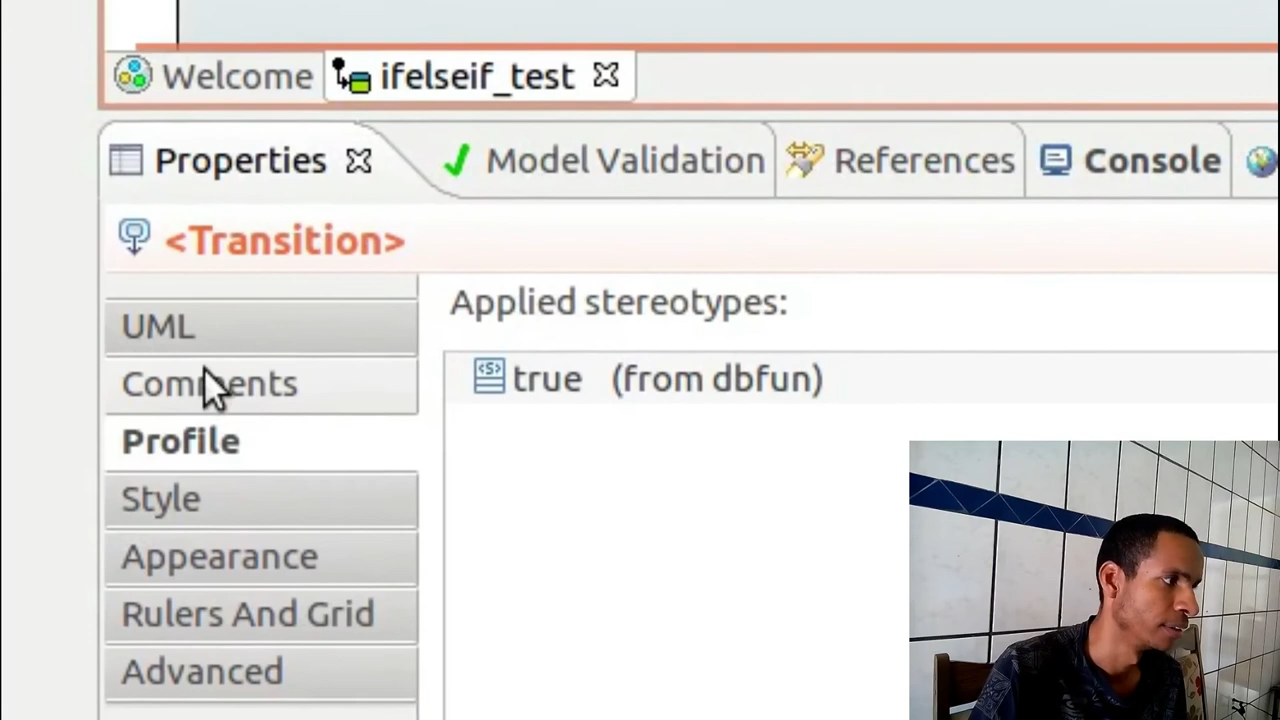 Welcome ifelseif_test
Properties Model Validation References Console
<Transition>
Applied stereotypes:
UML
true (from dbfun)
Comments
Profile
Style
Appearance
Rulers And Grid
Advanced